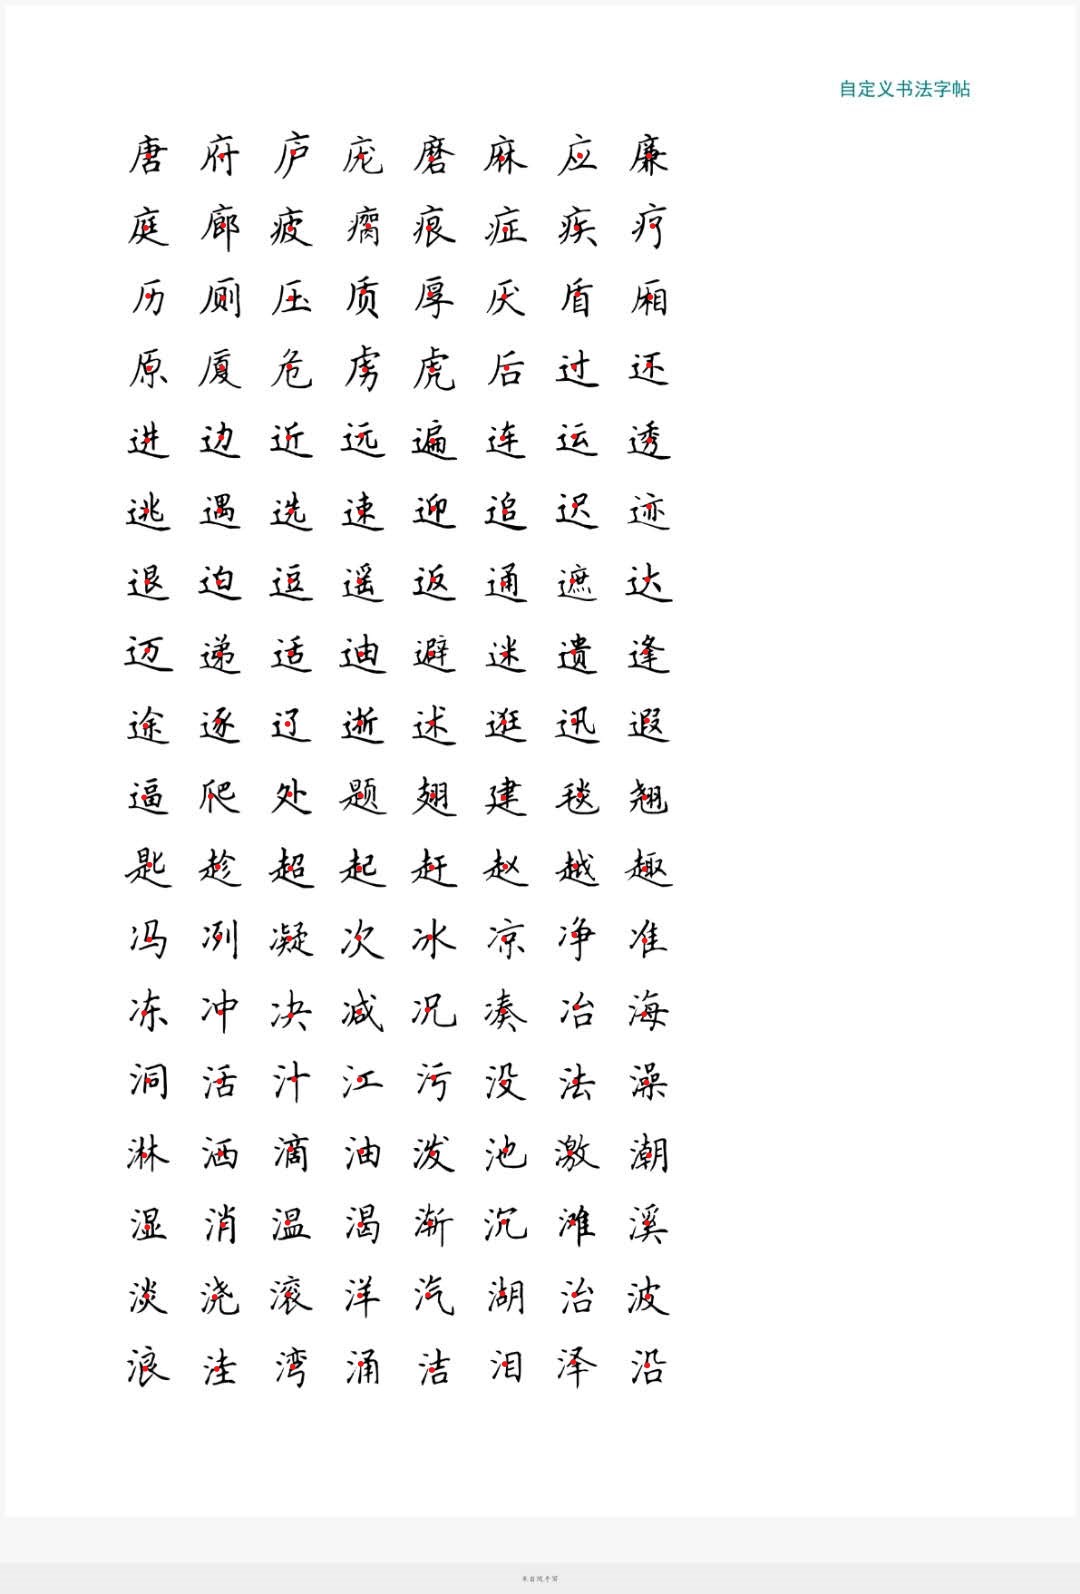 自定义书法字帖
唐府庐庞磨麻应廉
庭廊疲瘸痕症疾疗
历厕压质厚厌盾厢
原厦危虏虎后过还
进边近远遍连运透
逃遇选速迎追迟迹
退迫逗遥返通遮达
迈递适迪避迷遗逢
途逐辽逝述逛迅遐
逼爬处题翅建毯翘
匙趁超起赶赵越趣
冯冽凝次冰凉净准
冻冲决减况凑冶海
洞活汁江污没法澡
淋洒滴油泼池激潮
湿消温渴渐沉滩溪
淡浇滚洋汽湖治波
浪洼湾涌洁泪泽沿